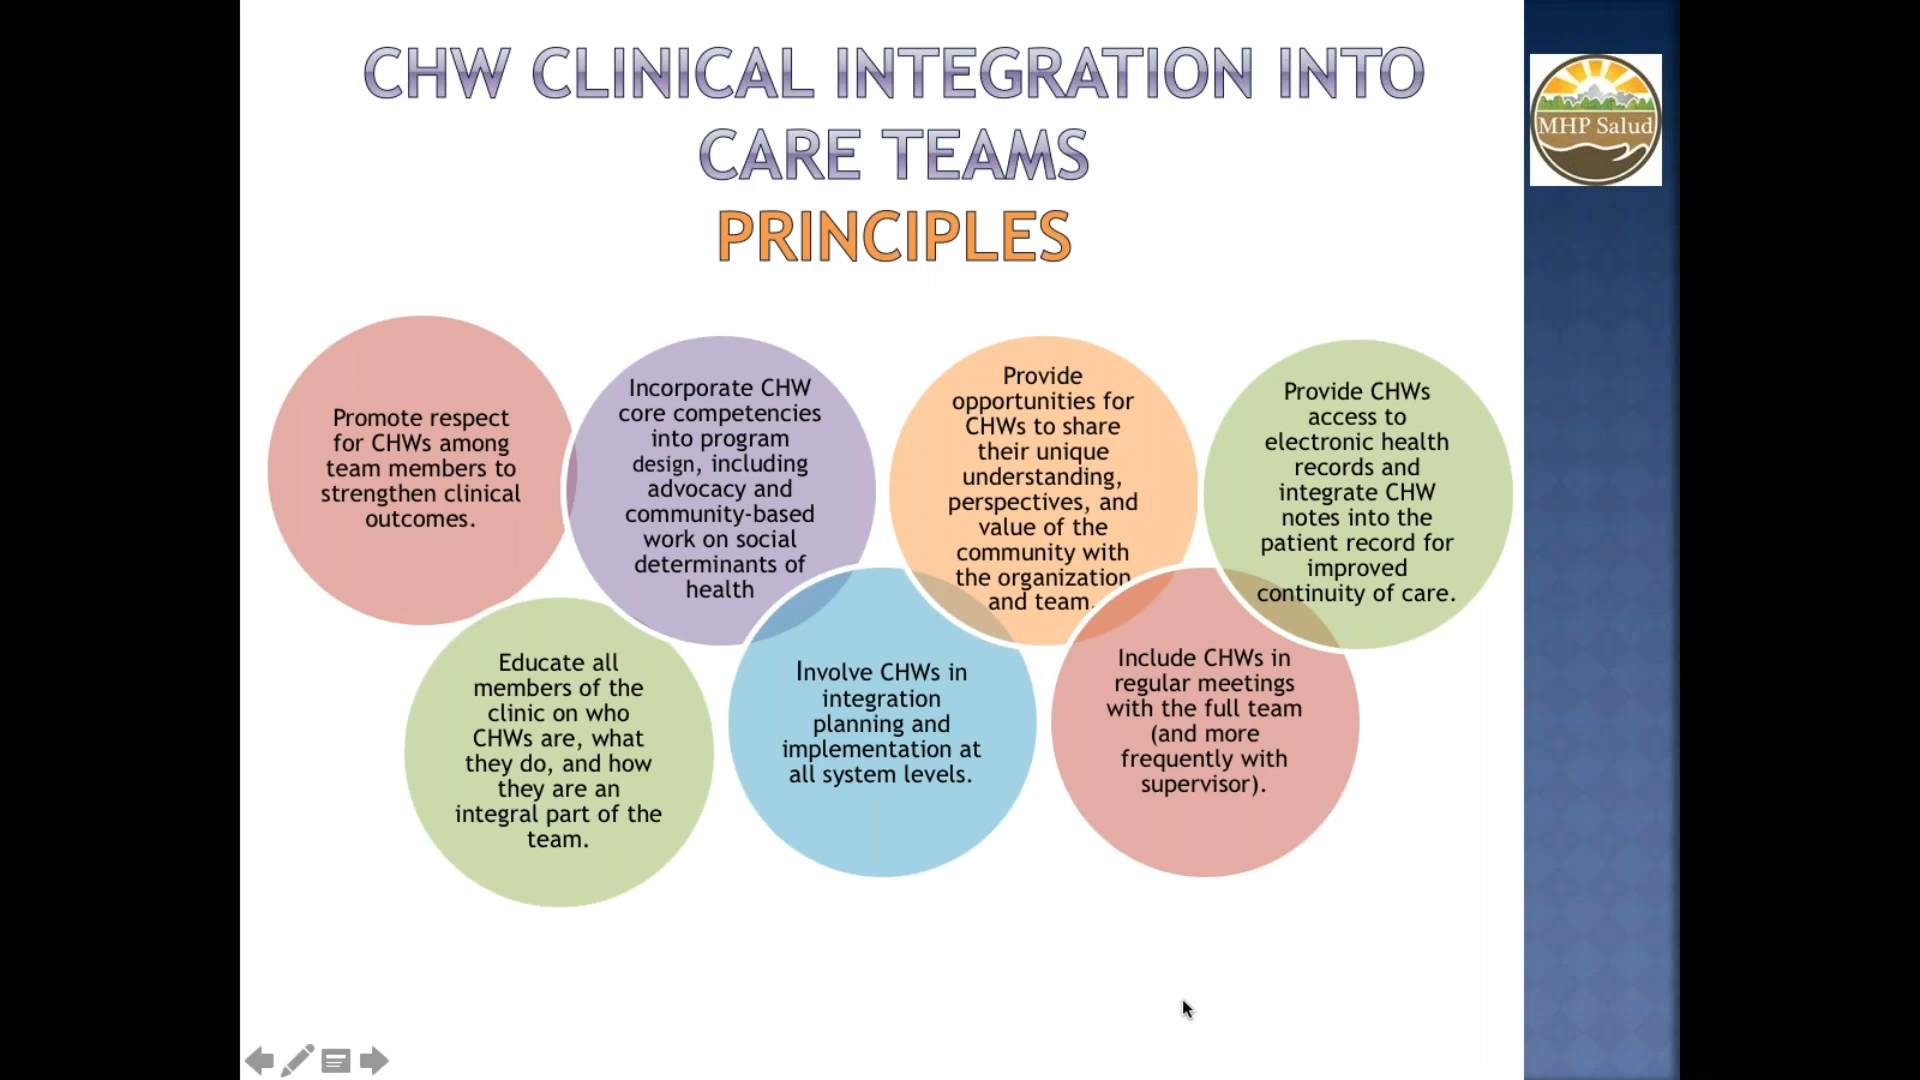 CHW CLINICAL INTEGRATION INTO
CARE TEAMS
PRINCIPLES
MHP Salud
Promote respect
for CHWs among
team members to
strengthen clinical
outcomes.
Educate all
members of the
clinic on who
CHWs are, what
they do, and how
they are an
integral part of the
team.
Incorporate CHW
core competencies
into program
design, including
advocacy and
community-based
work on social
determinants of
health
Involve CHWs in
integration
planning and
implementation at
all system levels.
Provide
opportunities for
CHWs to share
their unique
understanding,
perspectives, and
value of the
community with
the organization
and team.
Include CHWs in
regular meetings
with the full team
(and more
frequently with
supervisor).
Provide CHWs
access to
electronic health
records and
integrate CHW
notes into the
patient record for
improved
continuity of care.